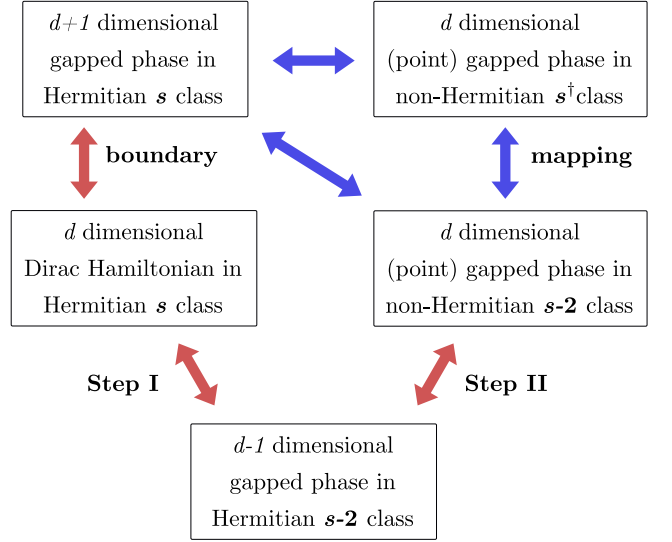 d+1 dimensional
gapped phase in
Hermitian s class
d dimensional
(point) gapped phase in
non-Hermitian s† class
boundary
mapping
d dimensional
Dirac Hamiltonian in
Hermitian s class
d dimensional
(point) gapped phase in
non-Hermitian s-2 class
Step I
Step II
d-1 dimensional
gapped phase in
Hermitian s-2 class